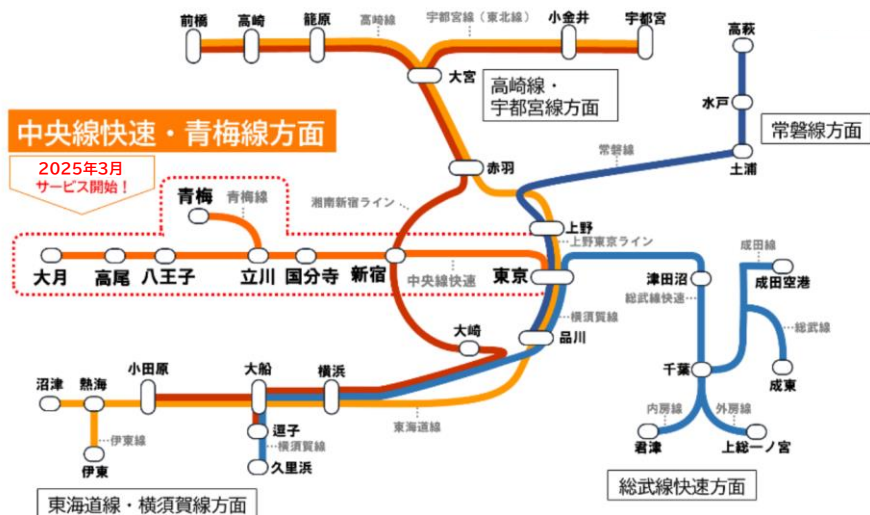 前橋
高崎
籠原
高崎線
宇都宮線（東北線）
小金井
宇都宮
大宮
高崎線・
宇都宮線方面
高萩
水戸
土浦
常磐線方面
常磐線
中央線快速・青梅線方面
2025年3月
サービス開始！
赤羽
青梅
青梅線
湘南新宿ライン
上野
上野東京ライン
大月
高尾
八王子
立川
国分寺
新宿
中央線快速
東京
横須賀線
品川
大崎
津田沼
総武線快速
成田線
成田空港
総武線
千葉
成東
内房線
外房線
君津
上総一ノ宮
総武線快速方面
沼津
熱海
小田原
大船
横浜
東海道線
伊東線
伊東
逗子
横須賀線
久里浜
東海道線・横須賀線方面